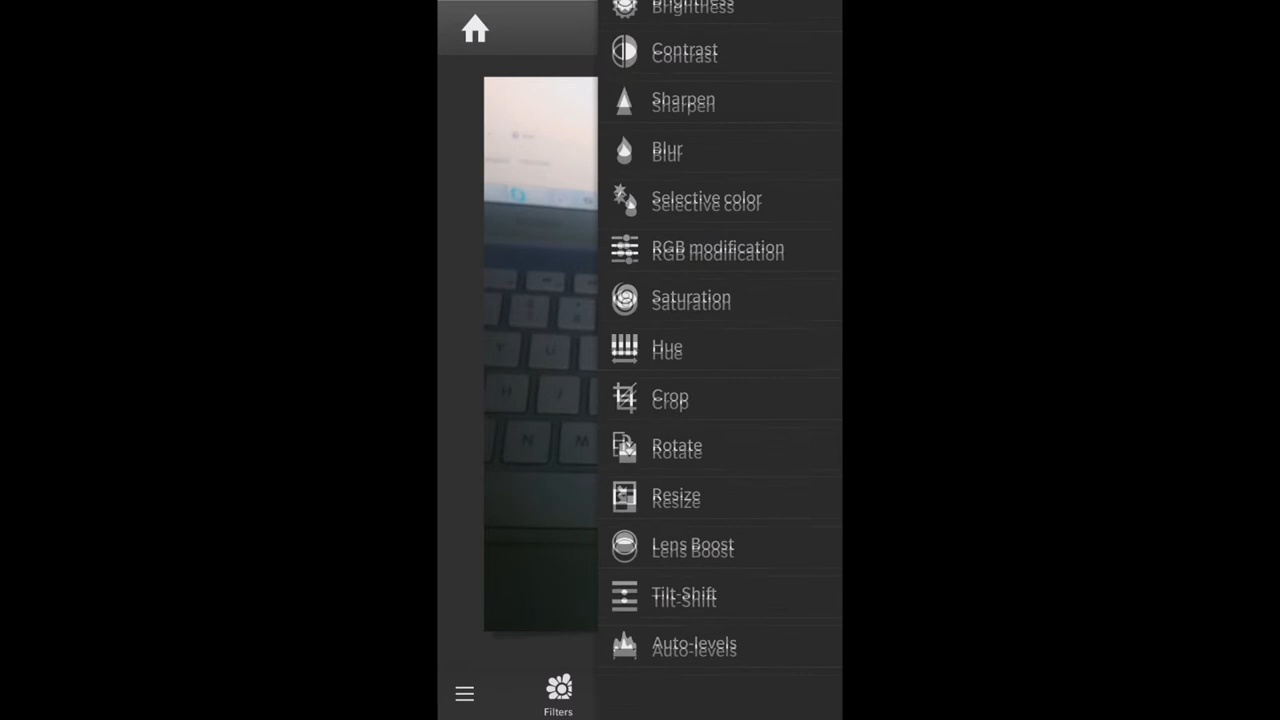 Brightness
Contrast
Sharpen
Blur
Selective color
RGB modification
Saturation
Hue
Crop
Rotate
Resize
Lens Boost
Tilt-Shift
Auto-levels
Filters